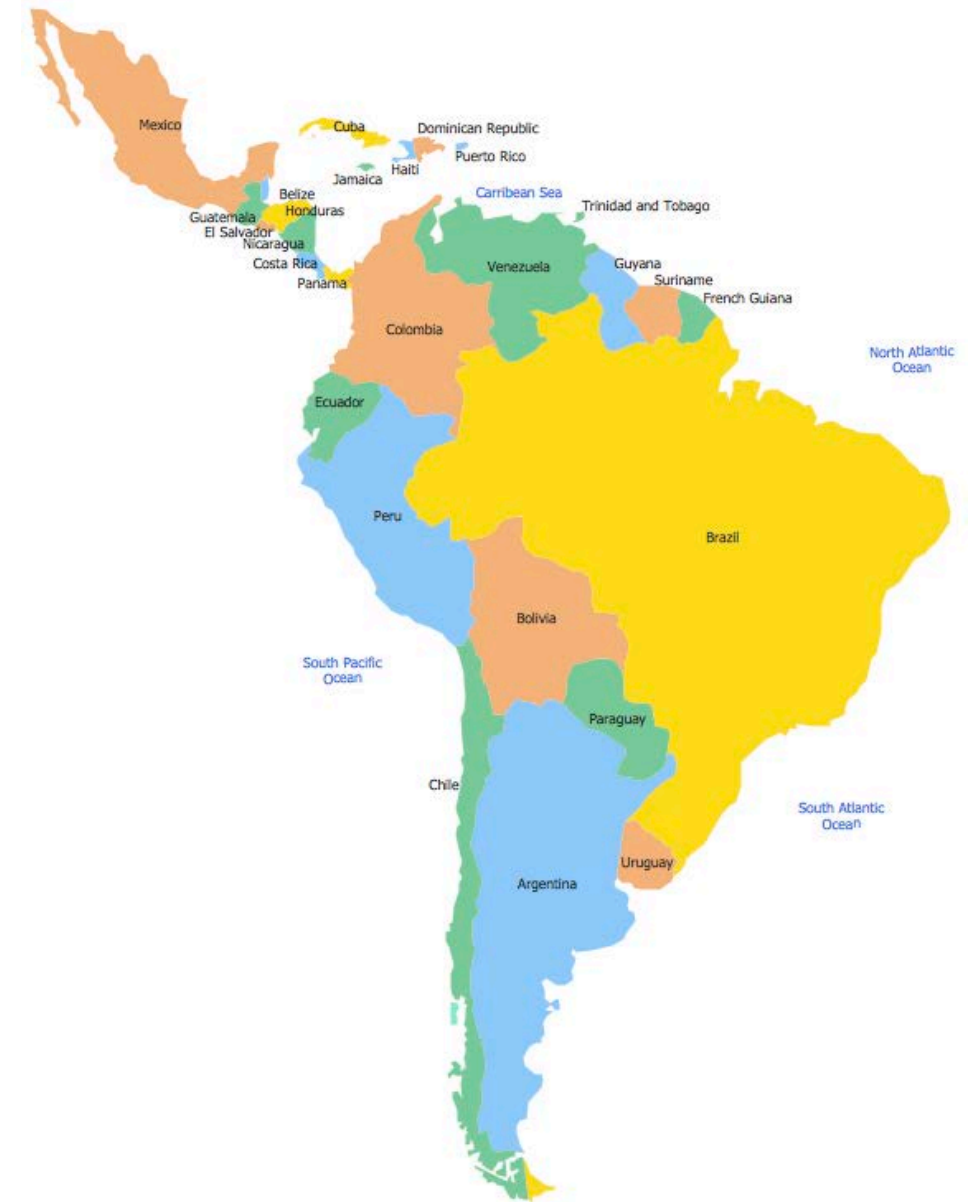 Mexico
Cuba
Dominican Republic
Puerto Rico
Haiti
Jamaica
Carribean Sea
Belize
Honduras
Guatemala
El Salvador
Nicaragua
Costa Rica
Panama
Trinidad and Tobago
Venezuela
Guyana
Suriname
French Guiana
Colombia
North Atlantic
Ocean
Ecuador
Peru
Brazil
Bolivia
South Pacific
Ocean
Paraguay
Chile
South Atlantic
Ocean
Uruguay
Argentina